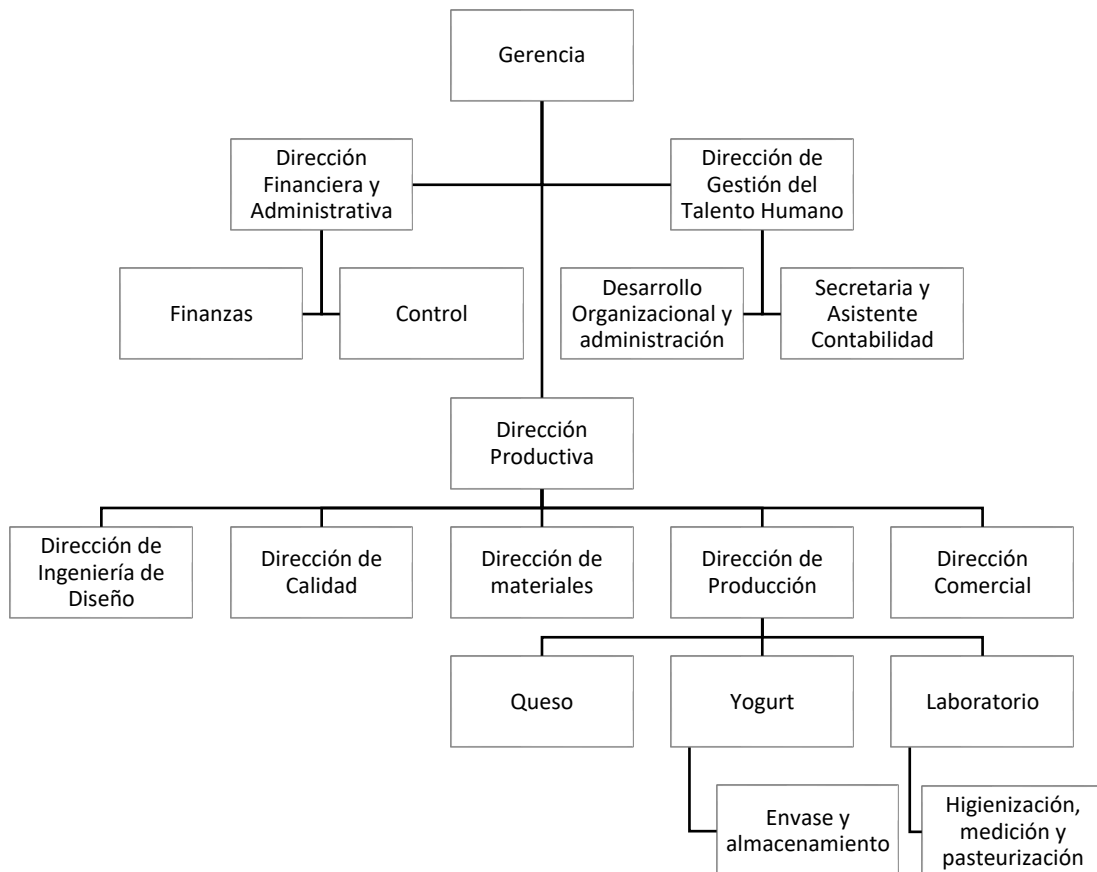 Gerencia
Dirección
Financiera y
Administrativa
Dirección de
Gestión del
Talento Humano
Finanzas
Control
Desarrollo
Organizacional y
administración
Secretaria y
Asistente
Contabilidad
Dirección
Productiva
Dirección de
Ingeniería de
Diseño
Dirección de
Calidad
Dirección de
materiales
Dirección de
Producción
Dirección
Comercial
Queso
Yogurt
Laboratorio
Envase y
almacenamiento
Higienización,
medición y
pasteurización